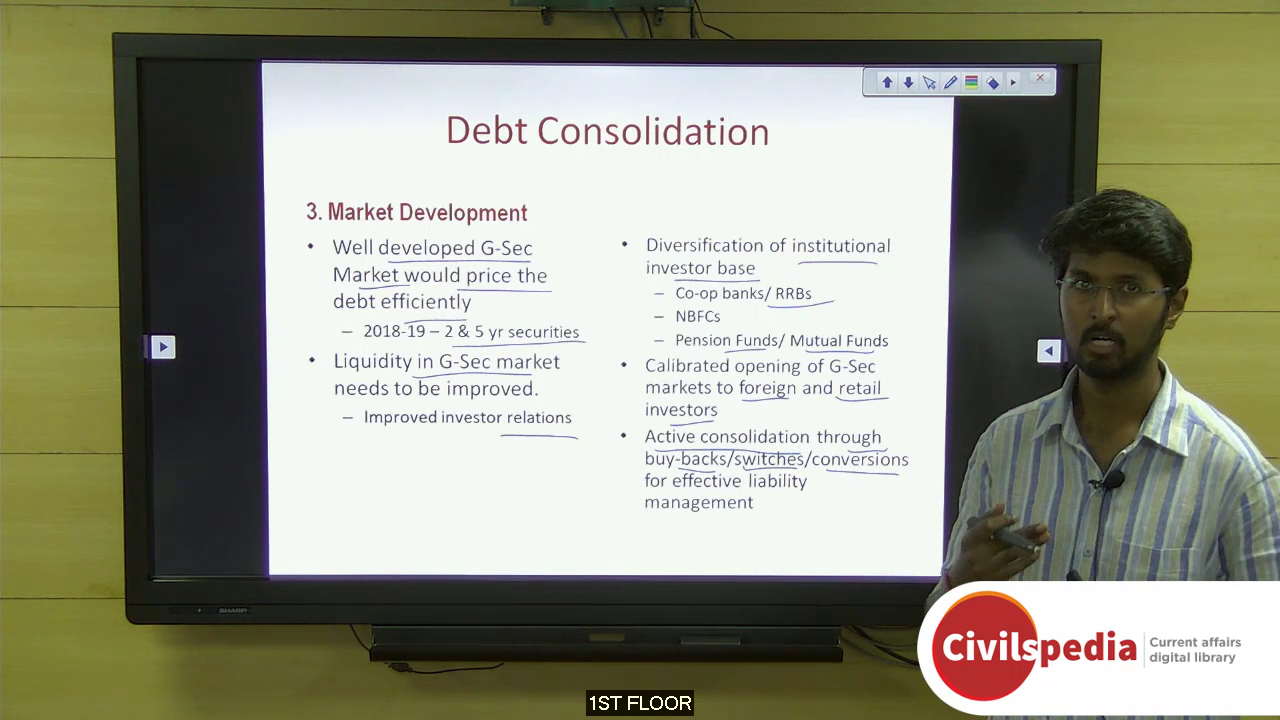 Debt Consolidation
3. Market Development
• Well developed G-Sec
Market would price the
debt efficiently
– 2018-19 – 2 & 5 yr securities
• Liquidity in G-Sec market
needs to be improved.
– Improved investor relations
• Diversification of institutional
investor base
– Co-op banks/ RRBs
– NBFCs
– Pension Funds/ Mutual Funds
• Calibrated opening of G-Sec
markets to foreign and retail
investors
• Active consolidation through
buy-backs/switches/conversions
for effective liability
management
SHARP
Civilspedia
Current affairs
digital library
1ST FLOOR